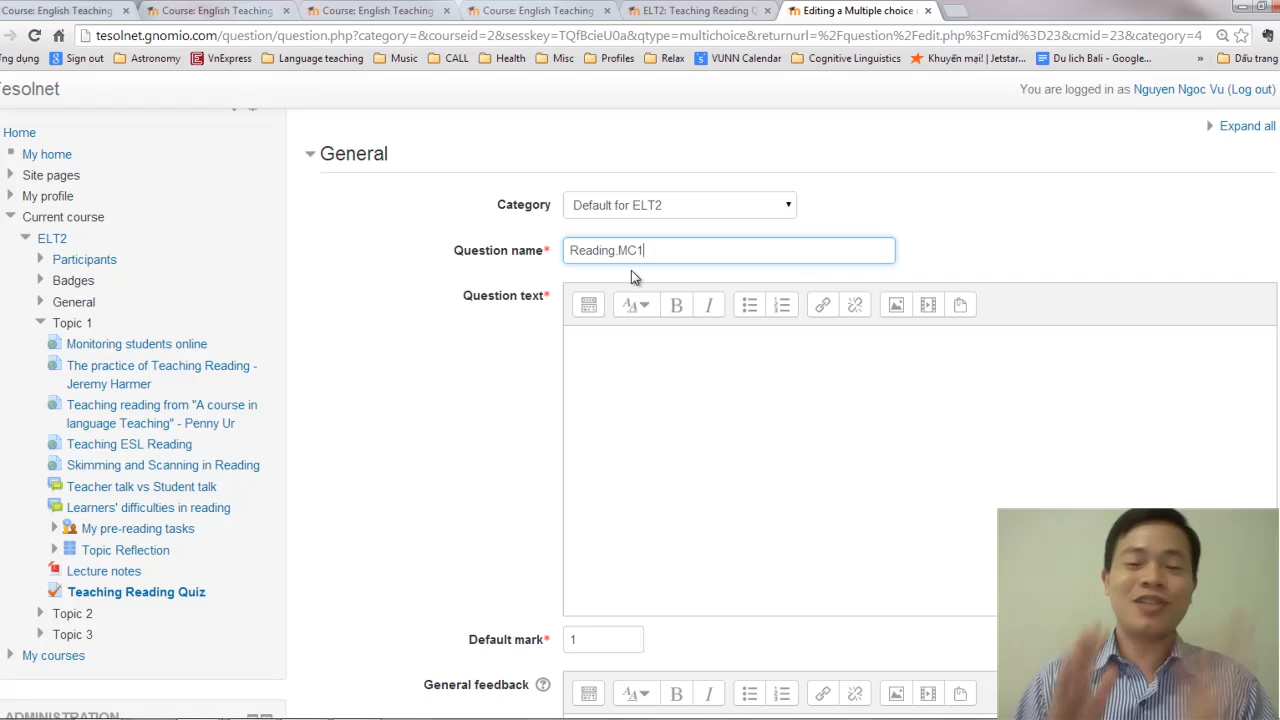 Course: English Teaching
Course: English Teaching
Course: English Teaching
Course: English Teaching
ELT2: Teaching Reading Q
Editing a Multiple choice
tesolnet.gnomio.com/question/question.php?category=&courseid=2&sesskey=TQfBcieU0a&qtype=multichoice&returnurl=%2Fquestion%2Fedit.php%3Fcmid%3D23&cmid=23&category=4
Ứng dụng
Sign out
Astronomy
VnExpress
Language teaching
Music
CALL
Health
Misc
Profiles
Relax
VUNN Calendar
Cognitive Linguistics
Khuyến mại! | Jetstar...
Du lich Bali - Google...
»
Dấu trang
esolnet
You are logged in as Nguyen Ngoc Vu (Log out)
Home
My home
Site pages
My profile
Current course
ELT2
Participants
Badges
General
Topic 1
Monitoring students online
The practice of Teaching Reading -
Jeremy Harmer
Teaching reading from "A course in
language Teaching" - Penny Ur
Teaching ESL Reading
Skimming and Scanning in Reading
Teacher talk vs Student talk
Learners' difficulties in reading
My pre-reading tasks
Topic Reflection
Lecture notes
Teaching Reading Quiz
Topic 2
Topic 3
My courses
ADMINISTRATION
Expand all
General
Category
Default for ELT2
Question name*
Reading.MC1
Question text*
Default mark*
1
General feedback